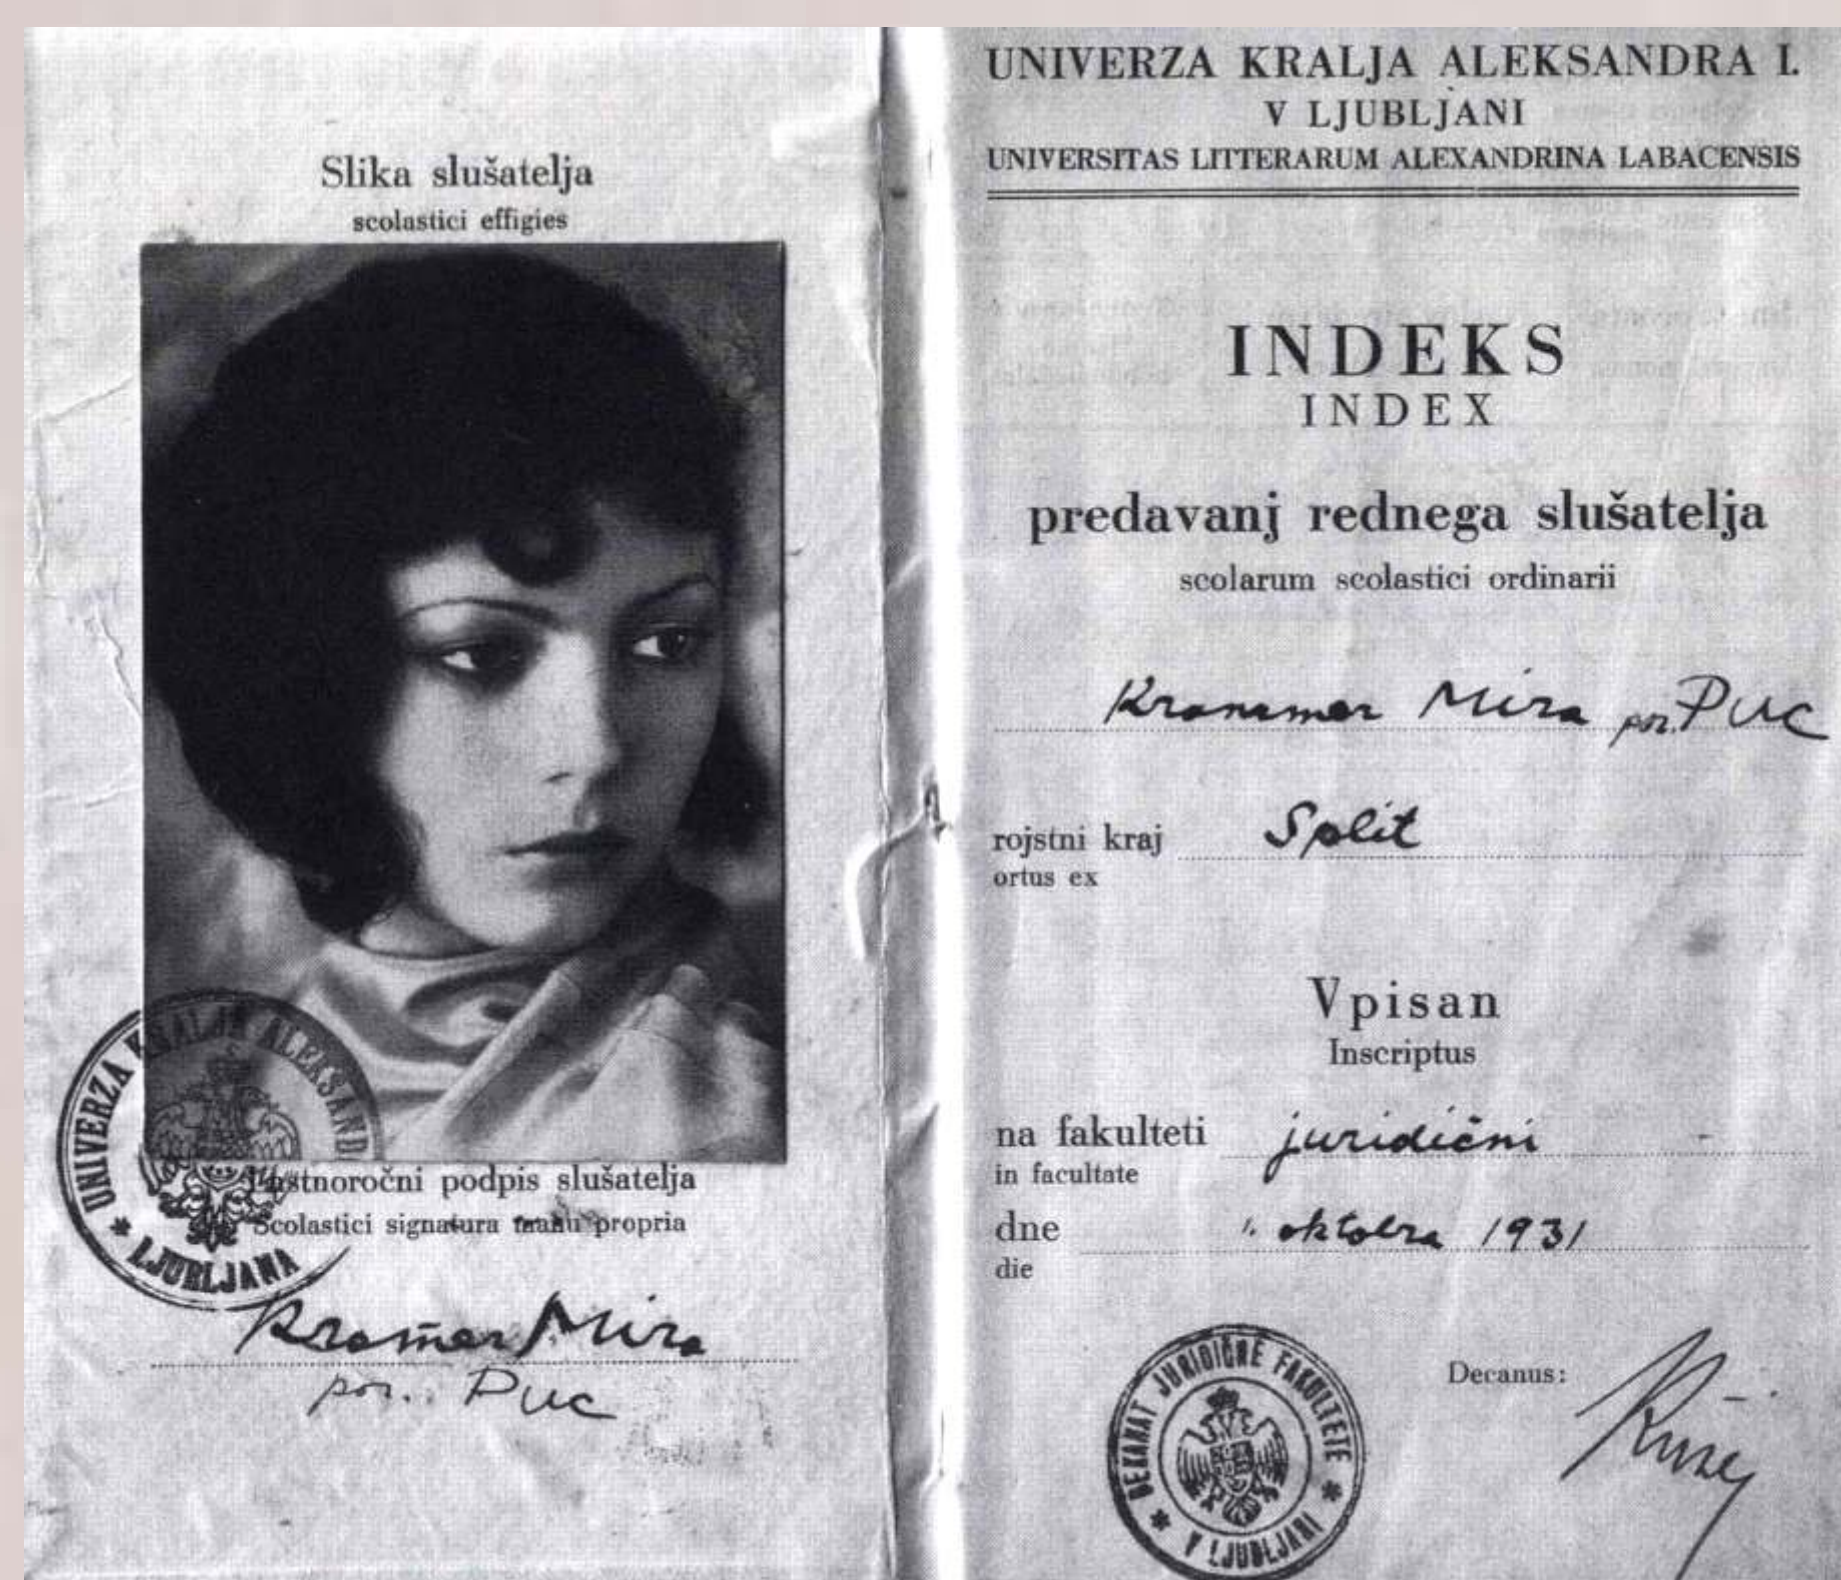 Slika slušatelja
scolastici effigies
UNIVERZA KRALJA ALEKSAND
* LJUBLJANA
Lastnoročni podpis slušatelja
Scolastici signatura manu propria
Kramer Mira
por. Puc
UNIVERZA KRALJA ALEKSANDRA I.
V LJUBLJANI
UNIVERSITAS LITTERARUM ALEXANDRINA LABACENSIS
INDEKS
INDEX
predavanj rednega slušatelja
scolarum scolastici ordinarii
Mira por. PUC
rojstni kraj Split
ortus ex
Vpisan
Inscriptus
na fakulteti juridični
in facultate
dne 1. oktobra 1931
die
Decanus:
* DEKANAT JURIDIČNE FAKULTETE *
V LJUBLJANI